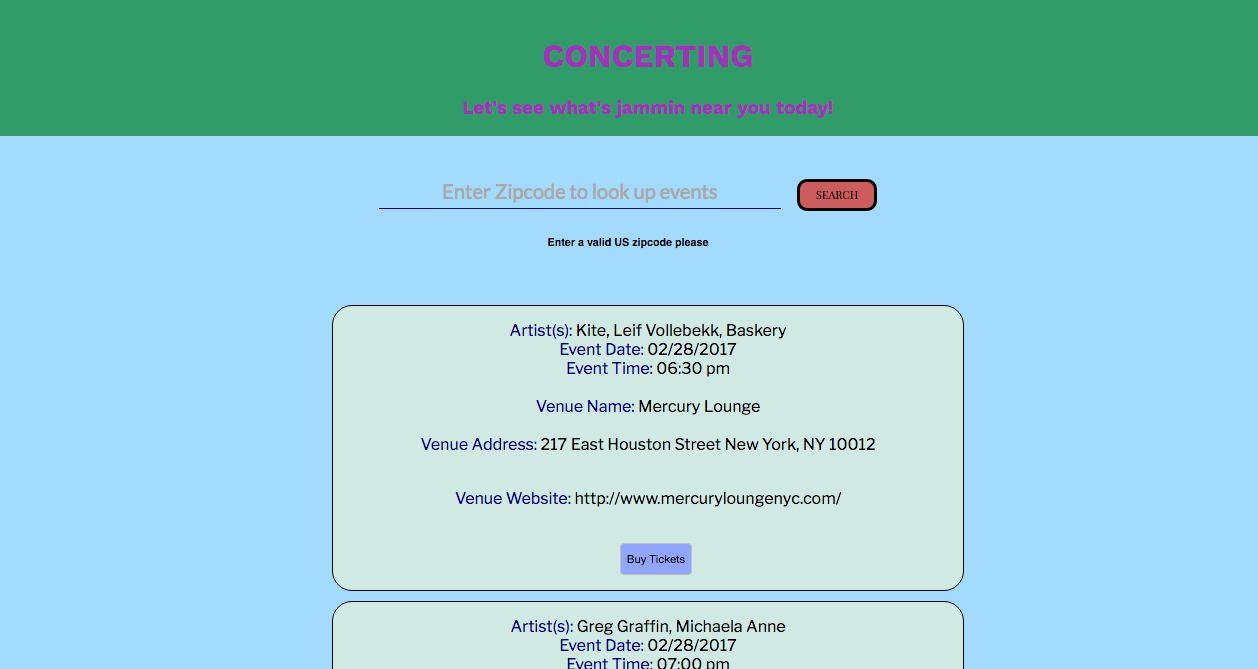 CONCERTING
Let's see what's jammin near you today!
Enter Zipcode to look up events
SEARCH
Enter a valid US zipcode please
Artist(s): Kite, Leif Vollebekk, Baskery
Event Date: 02/28/2017
Event Time: 06:30 pm
Venue Name: Mercury Lounge
Venue Address: 217 East Houston Street New York, NY 10012
Venue Website: http://www.mercuryloungenyc.com/
Buy Tickets
Artist(s): Greg Graffin, Michaela Anne
Event Date: 02/28/2017
Event Time: 07:00 pm